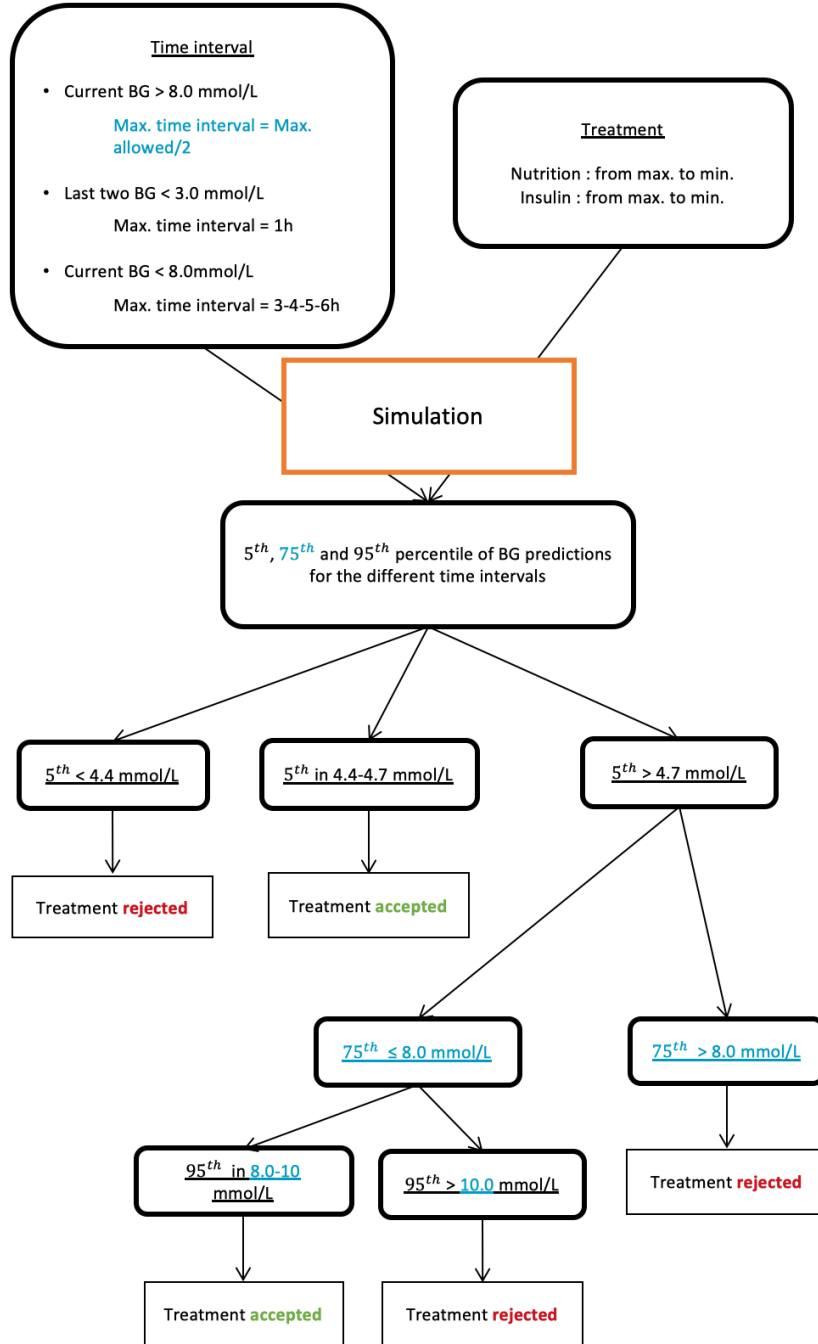 Time interval
• Current BG > 8.0 mmol/L
Max. time interval = Max.
allowed/2
• Last two BG < 3.0 mmol/L
Max. time interval = 1h
• Current BG < 8.0mmol/L
Max. time interval = 3-4-5-6h
Treatment
Nutrition : from max. to min.
Insulin : from max. to min.
Simulation
5th, 75th and 95th percentile of BG predictions
for the different time intervals
5th < 4.4 mmol/L
5th in 4.4-4.7 mmol/L
5th > 4.7 mmol/L
Treatment rejected
Treatment accepted
75th ≤ 8.0 mmol/L
75th > 8.0 mmol/L
95th in 8.0-10
mmol/L
95th > 10.0 mmol/L
Treatment rejected
Treatment accepted
Treatment rejected